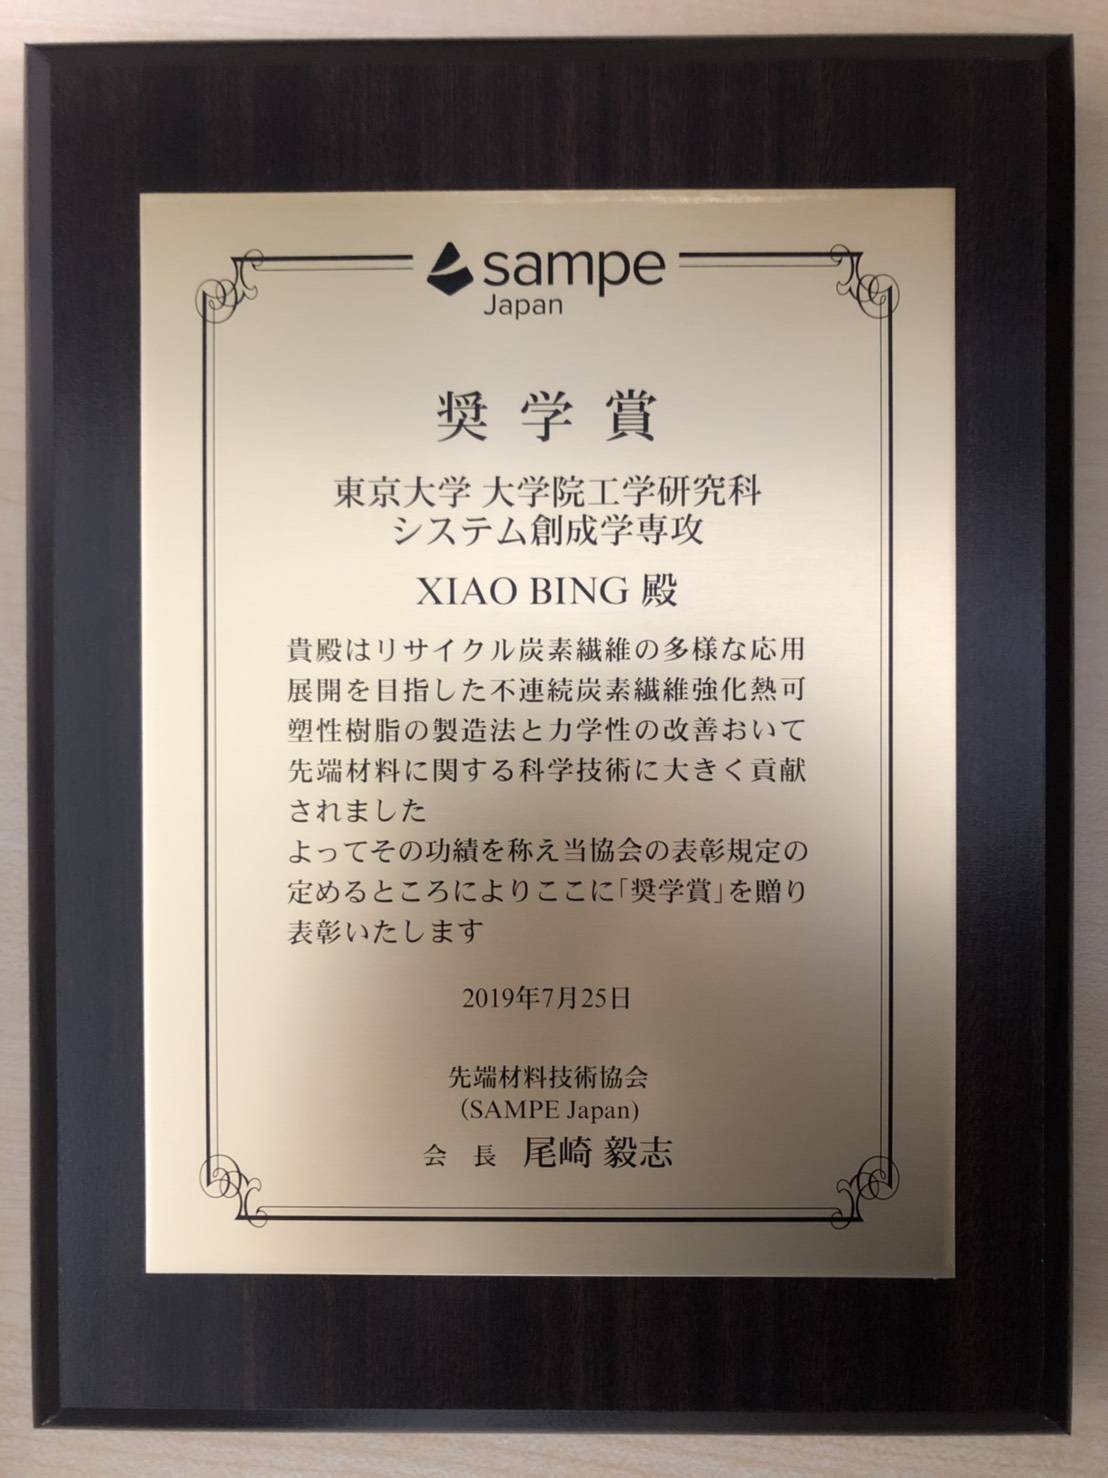 sampe
Japan
奨学賞
東京大学 大学院工学研究科
システム創成学専攻
XIAO BING 殿
貴殿はリサイクル炭素繊維の多様な応用
展開を目指した不連続炭素繊維強化熱可
塑性樹脂の製造法と力学性の改善おいて
先端材料に関する科学技術に大きく貢献
されました
よってその功績を称え当協会の表彰規定の
定めるところによりここに「奨学賞」を贈り
表彰いたします
2019年7月25日
先端材料技術協会
(SAMPE Japan)
会 長 尾崎 毅志